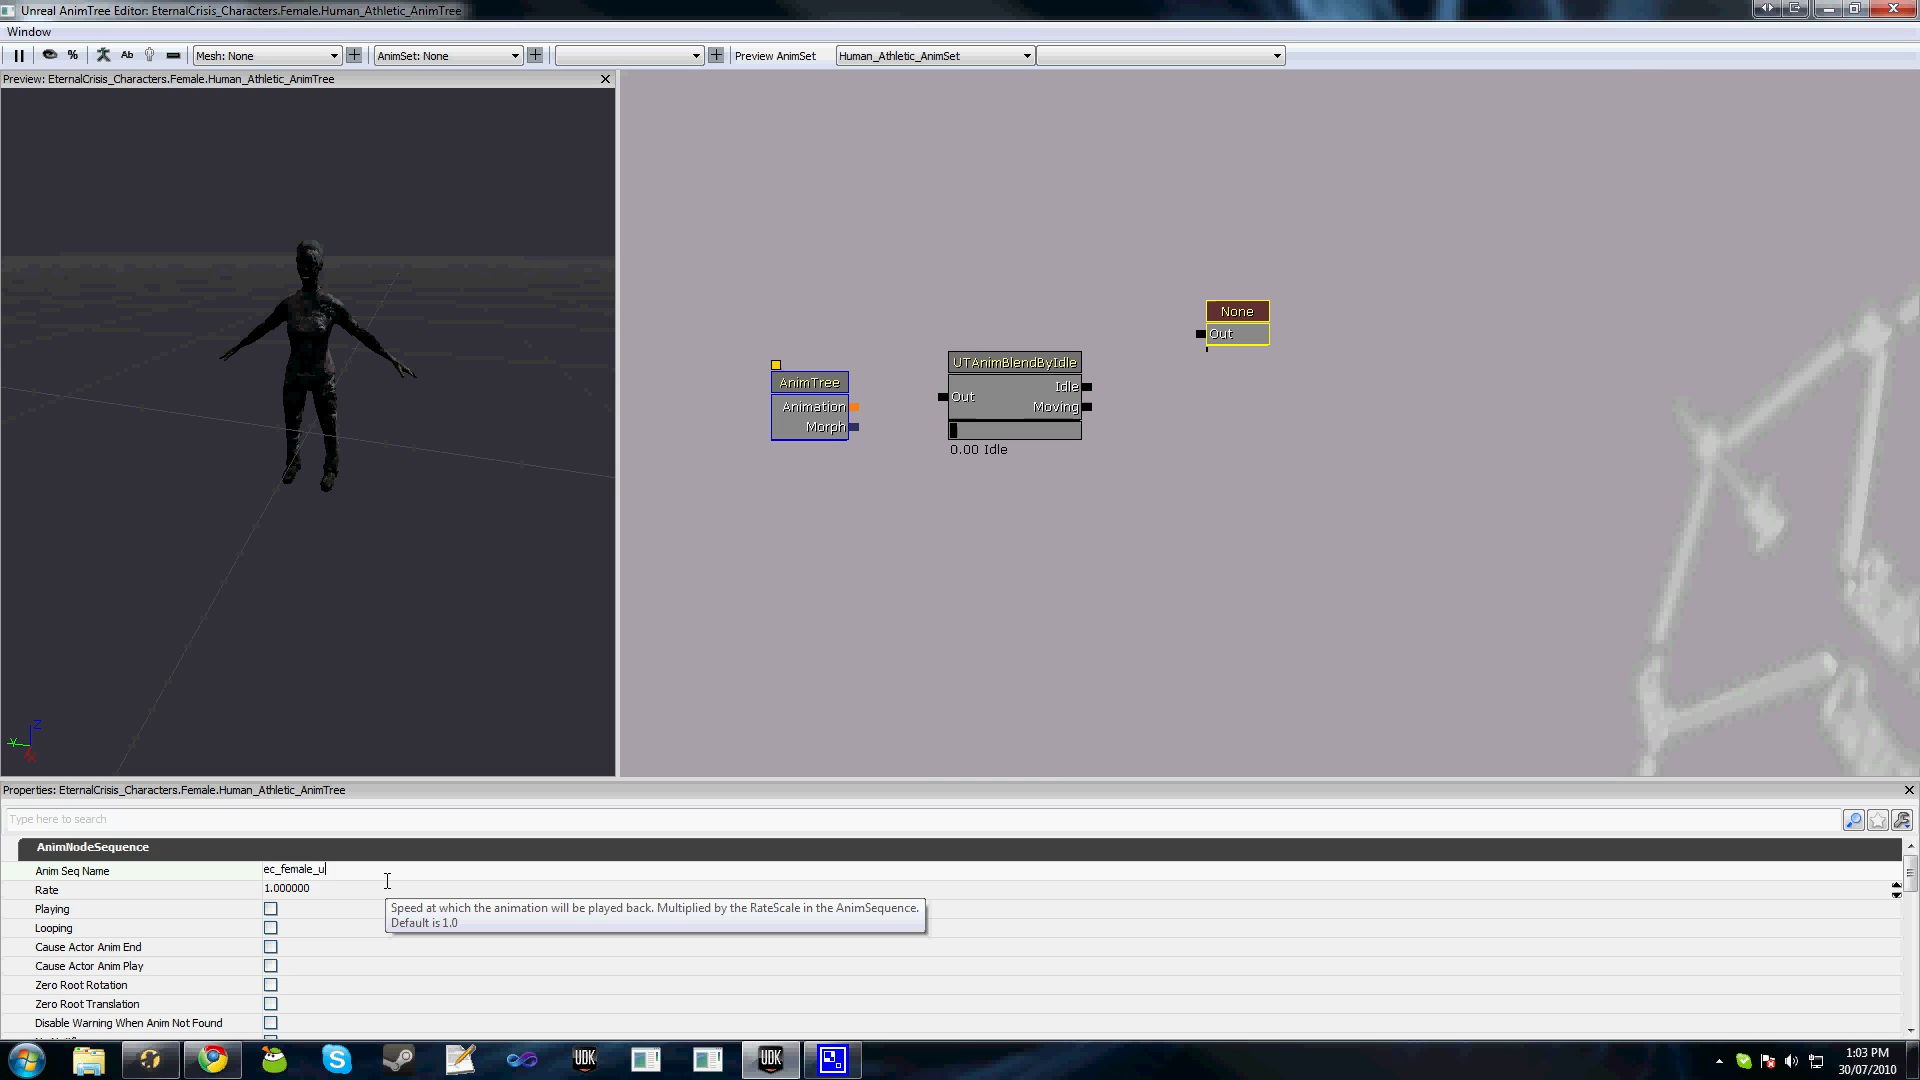 Unreal AnimTree Editor: EternalCrisis_Characters.Female.Human_Athletic_AnimTree
Window
Ab
Mesh: None
AnimSet: None
Preview AnimSet
Human_Athletic_AnimSet
Preview: EternalCrisis_Characters.Female.Human_Athletic_AnimTree
None
Out
AnimTree
Animation
Morph
UTAnimBlendByIdle
Idle
Out
Moving
0.00 Idle
Z
Y
X
Properties: EternalCrisis_Characters.Female.Human_Athletic_AnimTree
Type here to search
AnimNodeSequence
Anim Seq Name ec_female_u
Rate 1.000000
Playing
Speed at which the animation will be played back. Multiplied by the RateScale in the AnimSequence.
Default is 1.0
Looping
Cause Actor Anim End
Cause Actor Anim Play
Zero Root Rotation
Zero Root Translation
Disable Warning When Anim Not Found
UDK
UDK
1:03 PM
30/07/2010